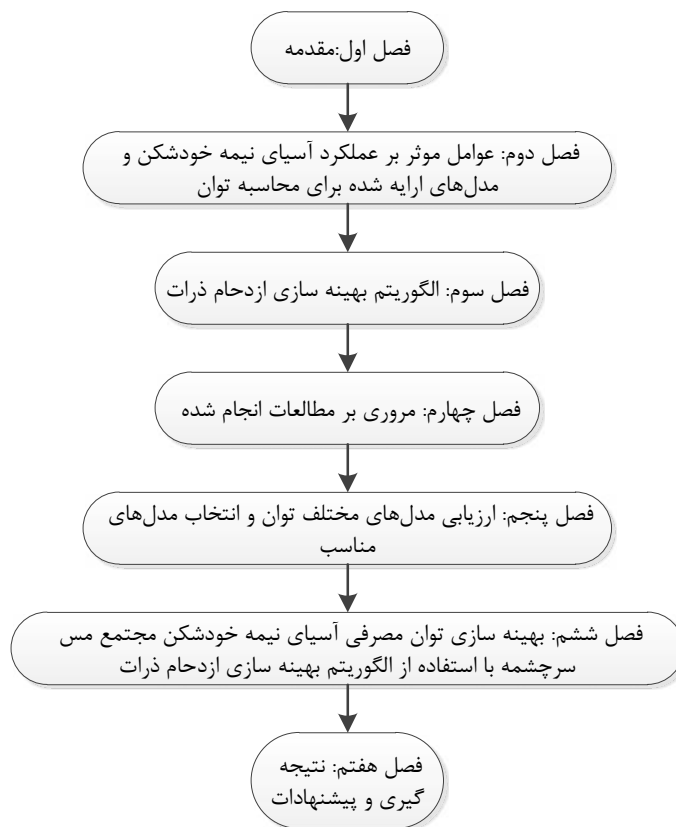 فصل اول:مقدمه
فصل دوم: عوامل موثر بر عملکرد آسیای نیمه خودشکن و
مدل‌های ارایه شده برای محاسبه توان
فصل سوم: الگوریتم بهینه سازی ازدحام ذرات
فصل چهارم: مروری بر مطالعات انجام شده
فصل پنجم: ارزیابی مدل‌های مختلف توان و انتخاب مدل‌های
مناسب
فصل ششم: بهینه سازی توان مصرفی آسیای نیمه خودشکن مجتمع مس
سرچشمه با استفاده از الگوریتم بهینه سازی ازدحام ذرات
فصل هفتم: نتیجه
گیری و پیشنهادات